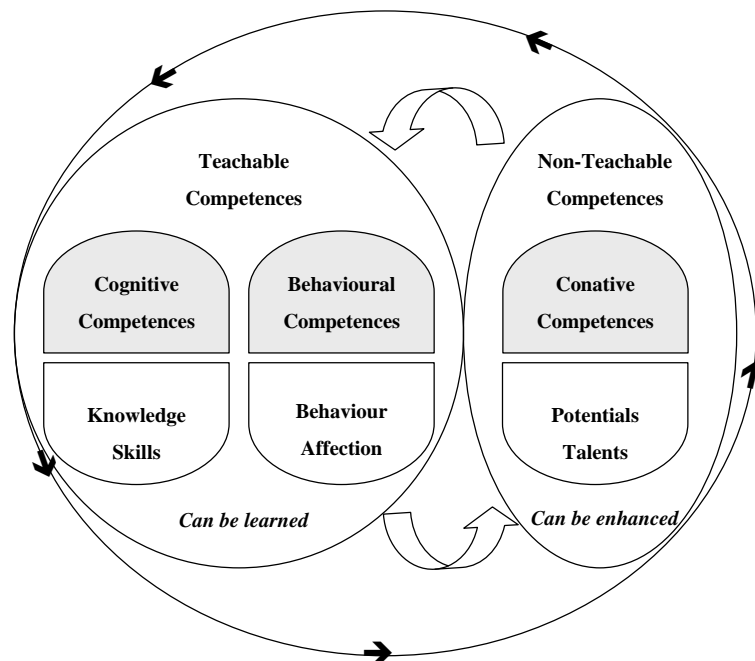 Teachable
Competences
Non-Teachable
Competences
Cognitive
Competences
Behavioural
Competences
Conative
Competences
Knowledge
Skills
Behaviour
Affection
Potentials
Talents
Can be learned
Can be enhanced